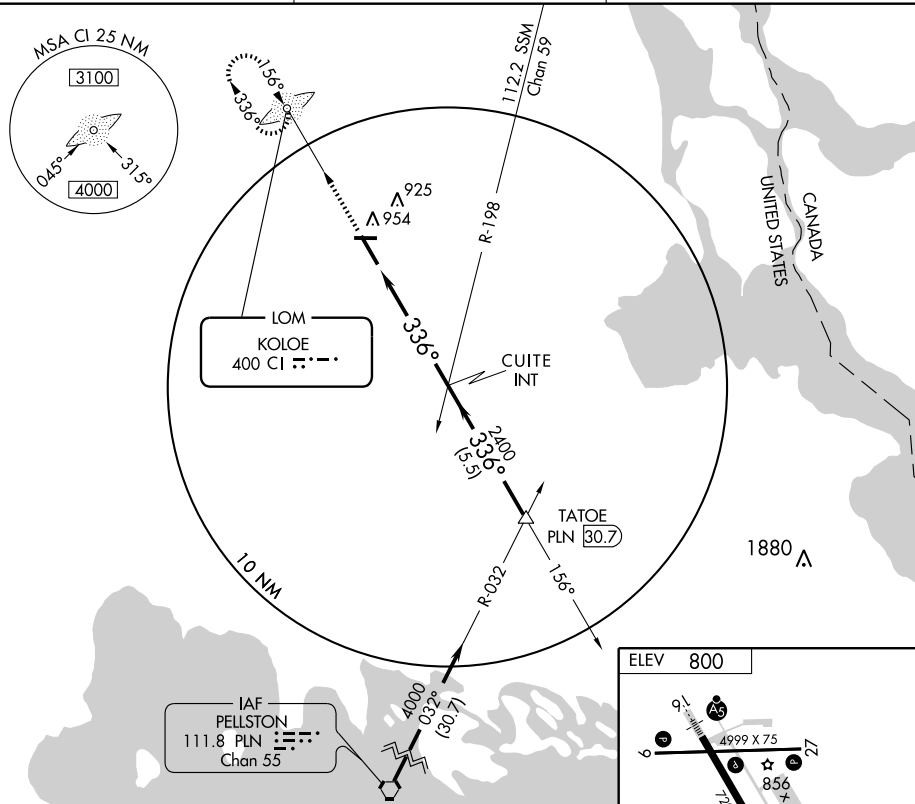 MSA CI 25 NM
3100
045°
315°
4000
156°
336°
112.2 SSM
Chan 59
R-198
925
954
CANADA
UNITED STATES
LOM
KOLOE
400 CI
336°
CUITE
INT
2400
336°
(5.5)
TATOE
PLN 30.7
156°
1880
10 NM
R-032
4000
032°
(30.7)
IAF
PELLSTON
111.8 PLN
Chan 55
ELEV 800
16
A5
P
4999 X 75
9
27
P
P
856
72
X